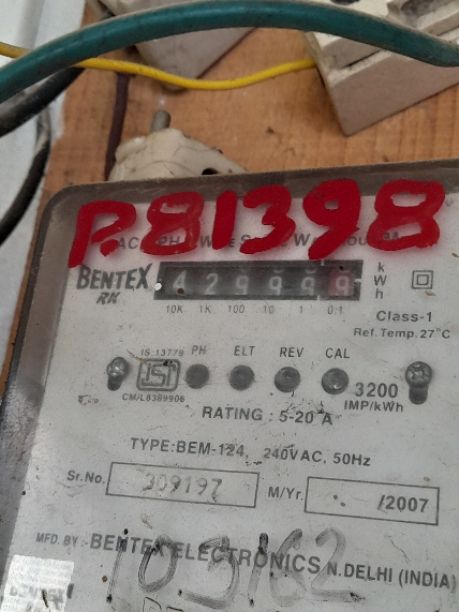 P.81398
BENTEX
RK
429999
kWh
10K 1K 100 10 1 0.1
Class-1
Ref. Temp. 27°C
IS 13779 PH ELT REV CAL
ISI
CM/L8389906
3200
IMP/kWh
RATING : 5-20 A
TYPE:BEM-124, 240VAC, 50Hz
Sr.No. 309197 M/Yr. /2007
MFD. BY:- BENTEX ELECTRONICS N.DELHI (INDIA)
103162